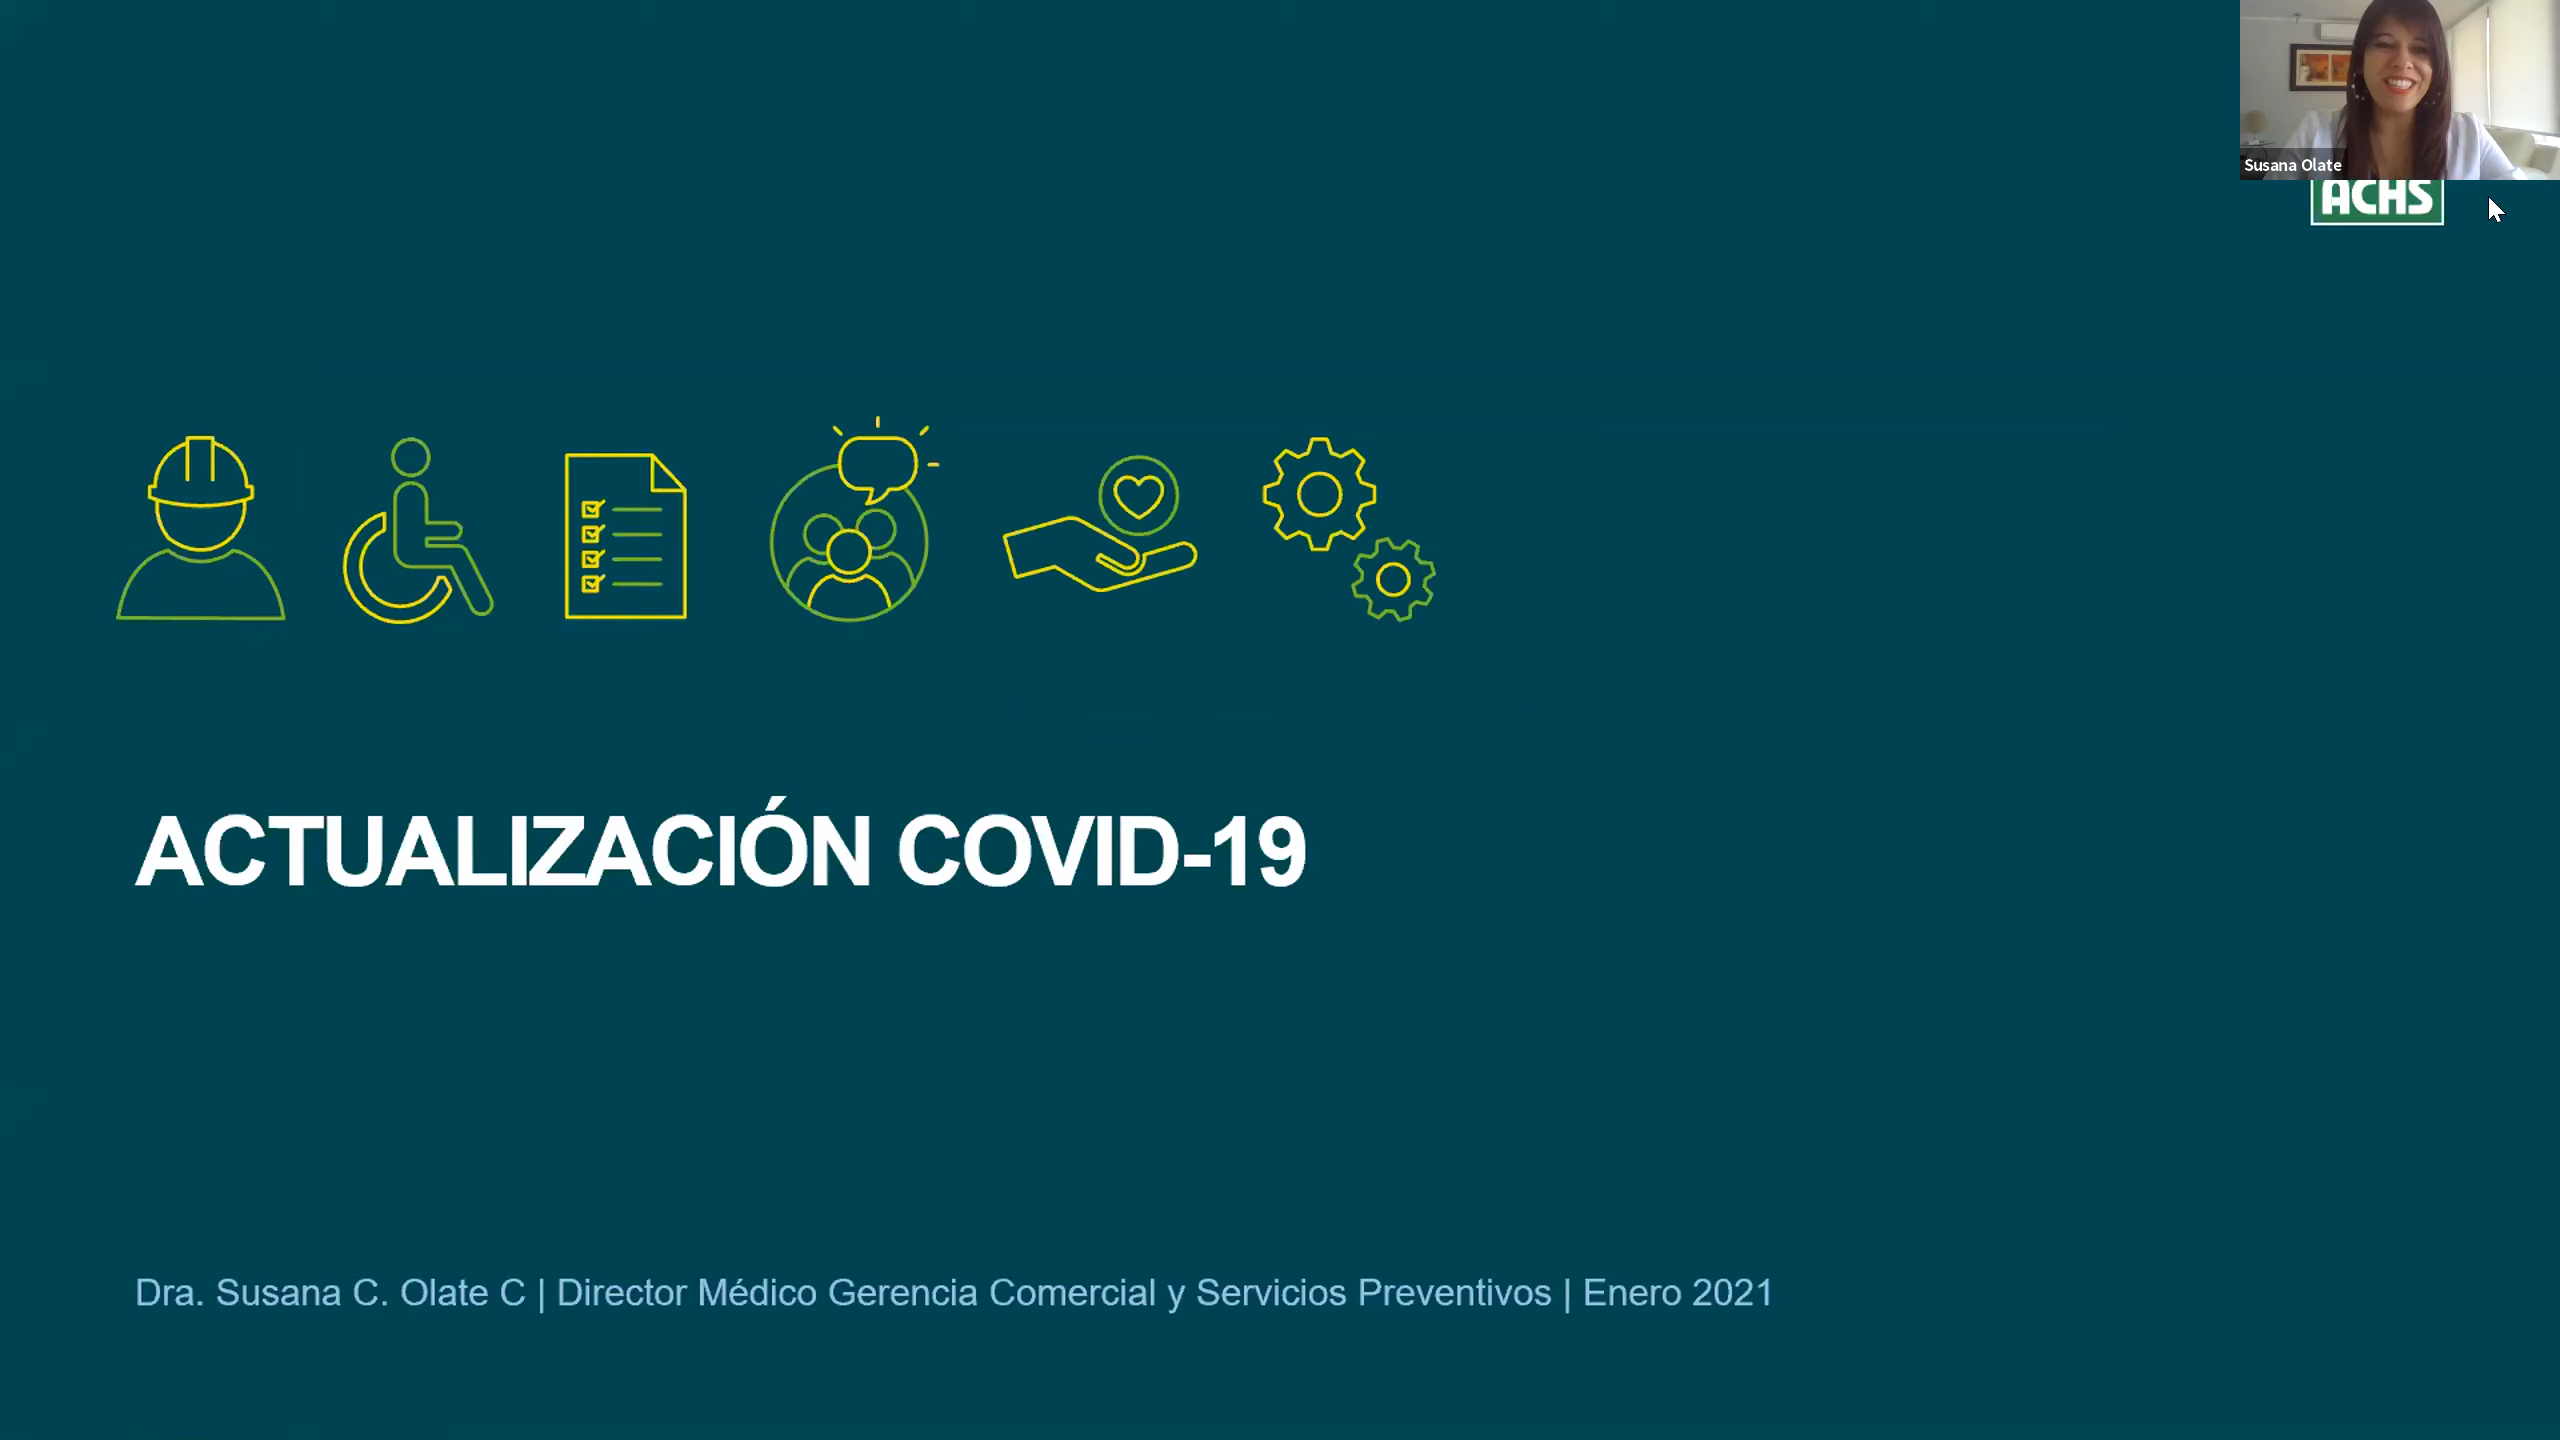 Susana Olate
ACHS
ACTUALIZACIÓN COVID-19
Dra. Susana C. Olate C | Director Médico Gerencia Comercial y Servicios Preventivos | Enero 2021